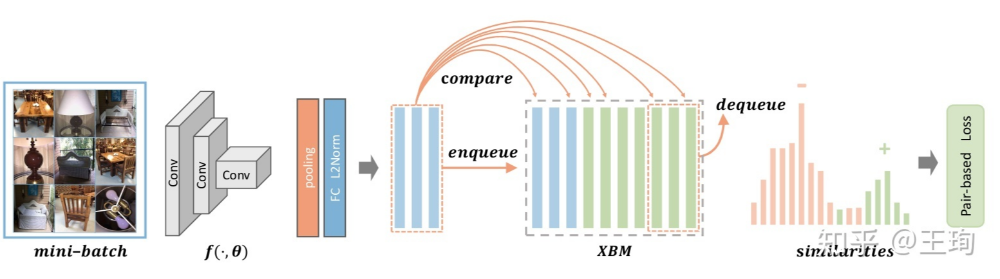 compare
dequeue
enqueue
Conv
Conv
Conv
pooling
FC L2Norm
−
+
Pair-based Loss
mini−batch
f(·,θ)
XBM
similarities
知乎 @王珣